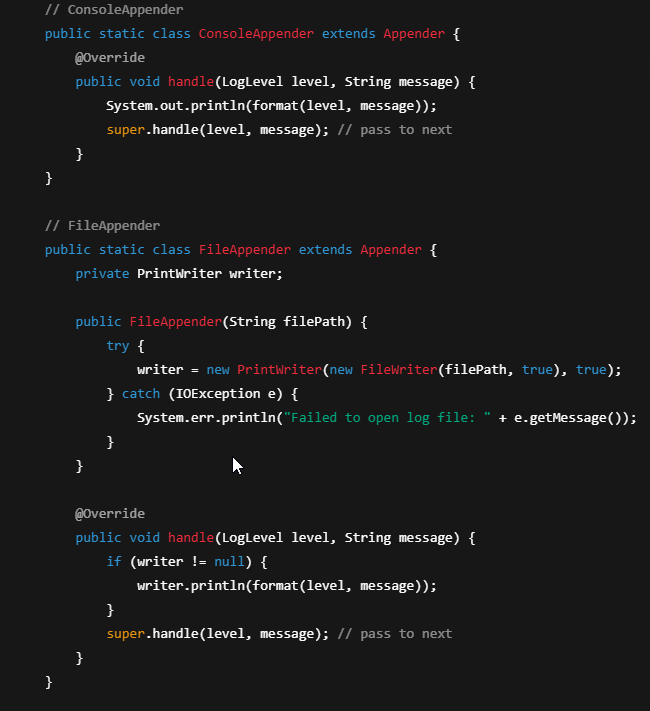 // ConsoleAppender
public static class ConsoleAppender extends Appender {
    @Override
    public void handle(LogLevel level, String message) {
        System.out.println(format(level, message));
        super.handle(level, message); // pass to next
    }
}

// FileAppender
public static class FileAppender extends Appender {
    private PrintWriter writer;

    public FileAppender(String filePath) {
        try {
            writer = new PrintWriter(new FileWriter(filePath, true), true);
        } catch (IOException e) {
            System.err.println("Failed to open log file: " + e.getMessage());
        }
    }

    @Override
    public void handle(LogLevel level, String message) {
        if (writer != null) {
            writer.println(format(level, message));
        }
        super.handle(level, message); // pass to next
    }
}